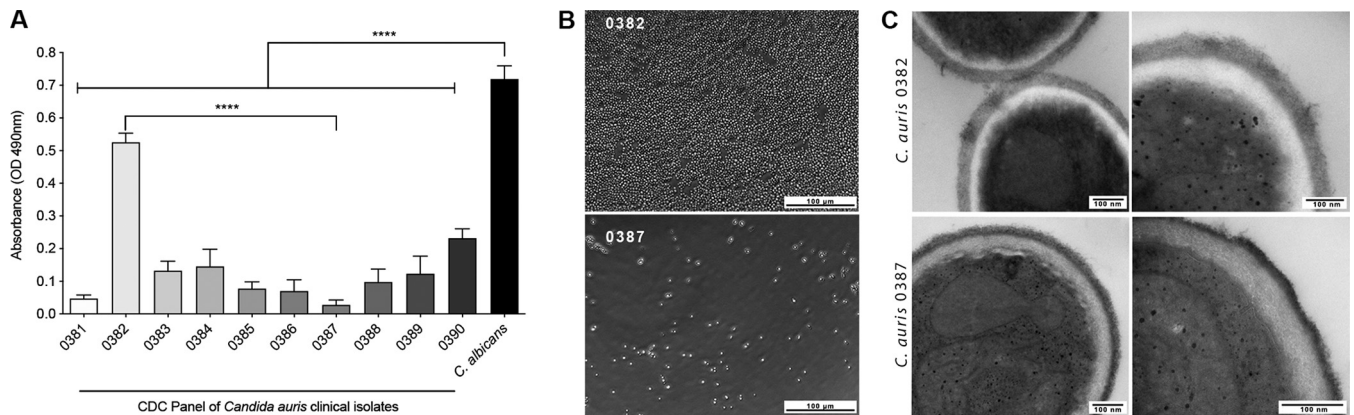 A
Absorbance (OD 490nm)
0.8
0.7
0.6
0.5
0.4
0.3
0.2
0.1
0.0
****
****
0381
0382
0383
0384
0385
0386
0387
0388
0389
0390
C. albicans
CDC Panel of Candida auris clinical isolates
B
0382
100 µm
0387
100 µm
C
C. auris 0382
100 nm
100 nm
C. auris 0387
100 nm
100 nm